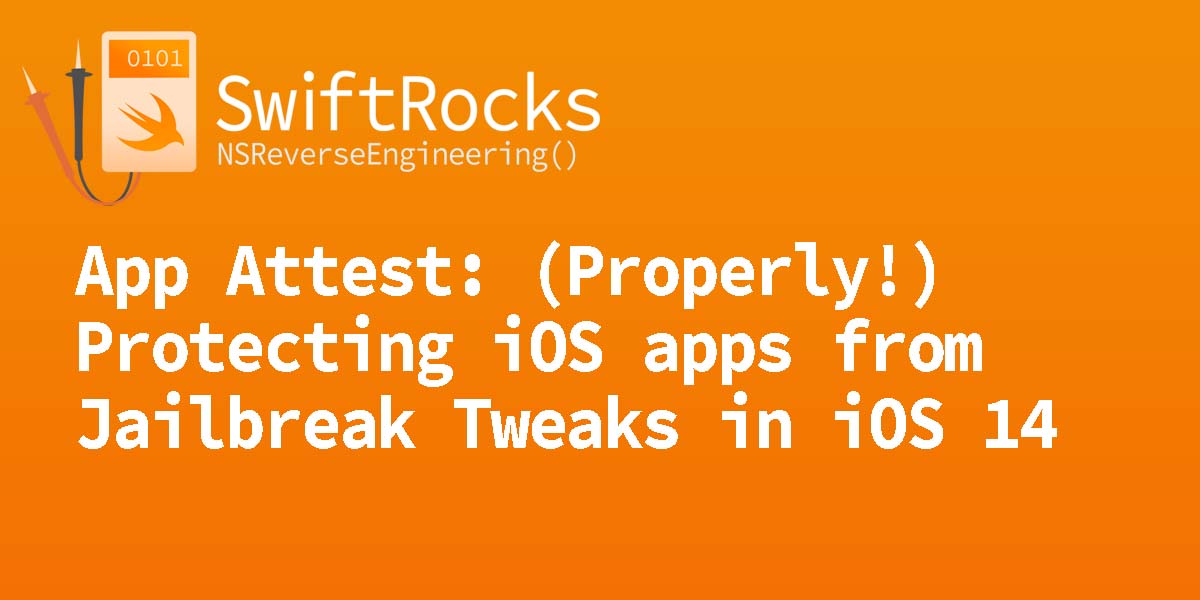 0101
SwiftRocks
NSReverseEngineering()
App Attest: (Properly!)
Protecting iOS apps from
Jailbreak Tweaks in iOS 14